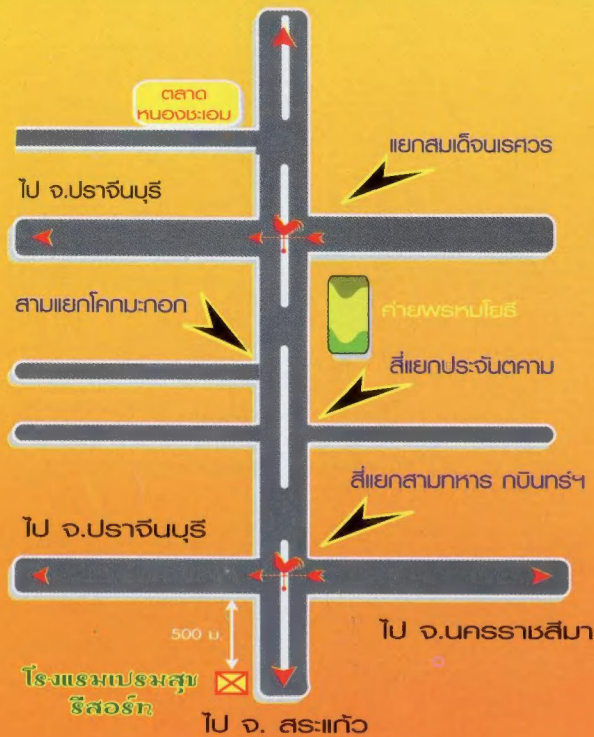 ตลาด
หนองชะเอม
แยกสมเด็จนเรศวร
ไป จ.ปราจีนบุรี
สามแยกโคกมะกอก
ค่ายพรหมโยธี
สี่แยกประจันตคาม
สี่แยกสามทหาร กบินทร์ฯ
ไป จ.ปราจีนบุรี
500 ม.
ไป จ.นครราชสีมา
โรงแรมเปรมสุข
รีสอร์ท
ไป จ. สระแก้ว